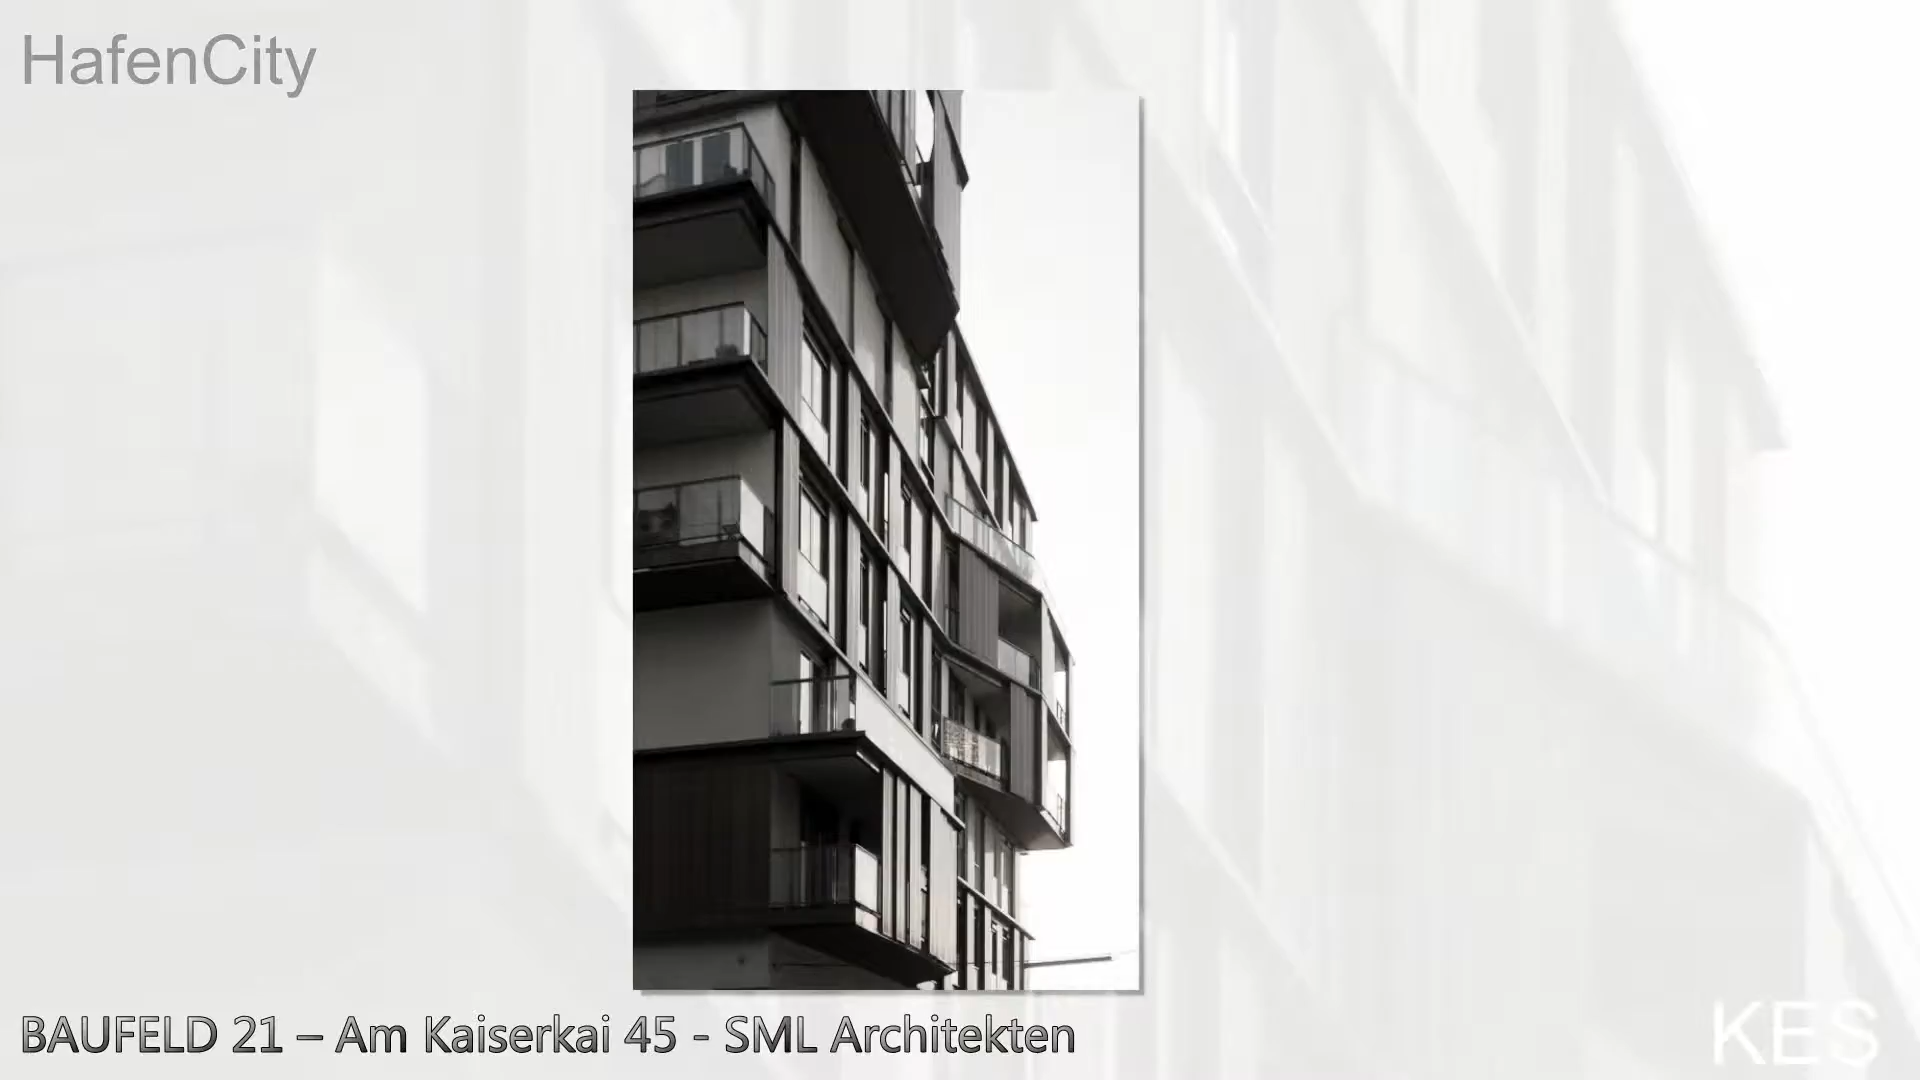 HafenCity
BAUFELD 21 – Am Kaiserkai 45 - SML Architekten
KES